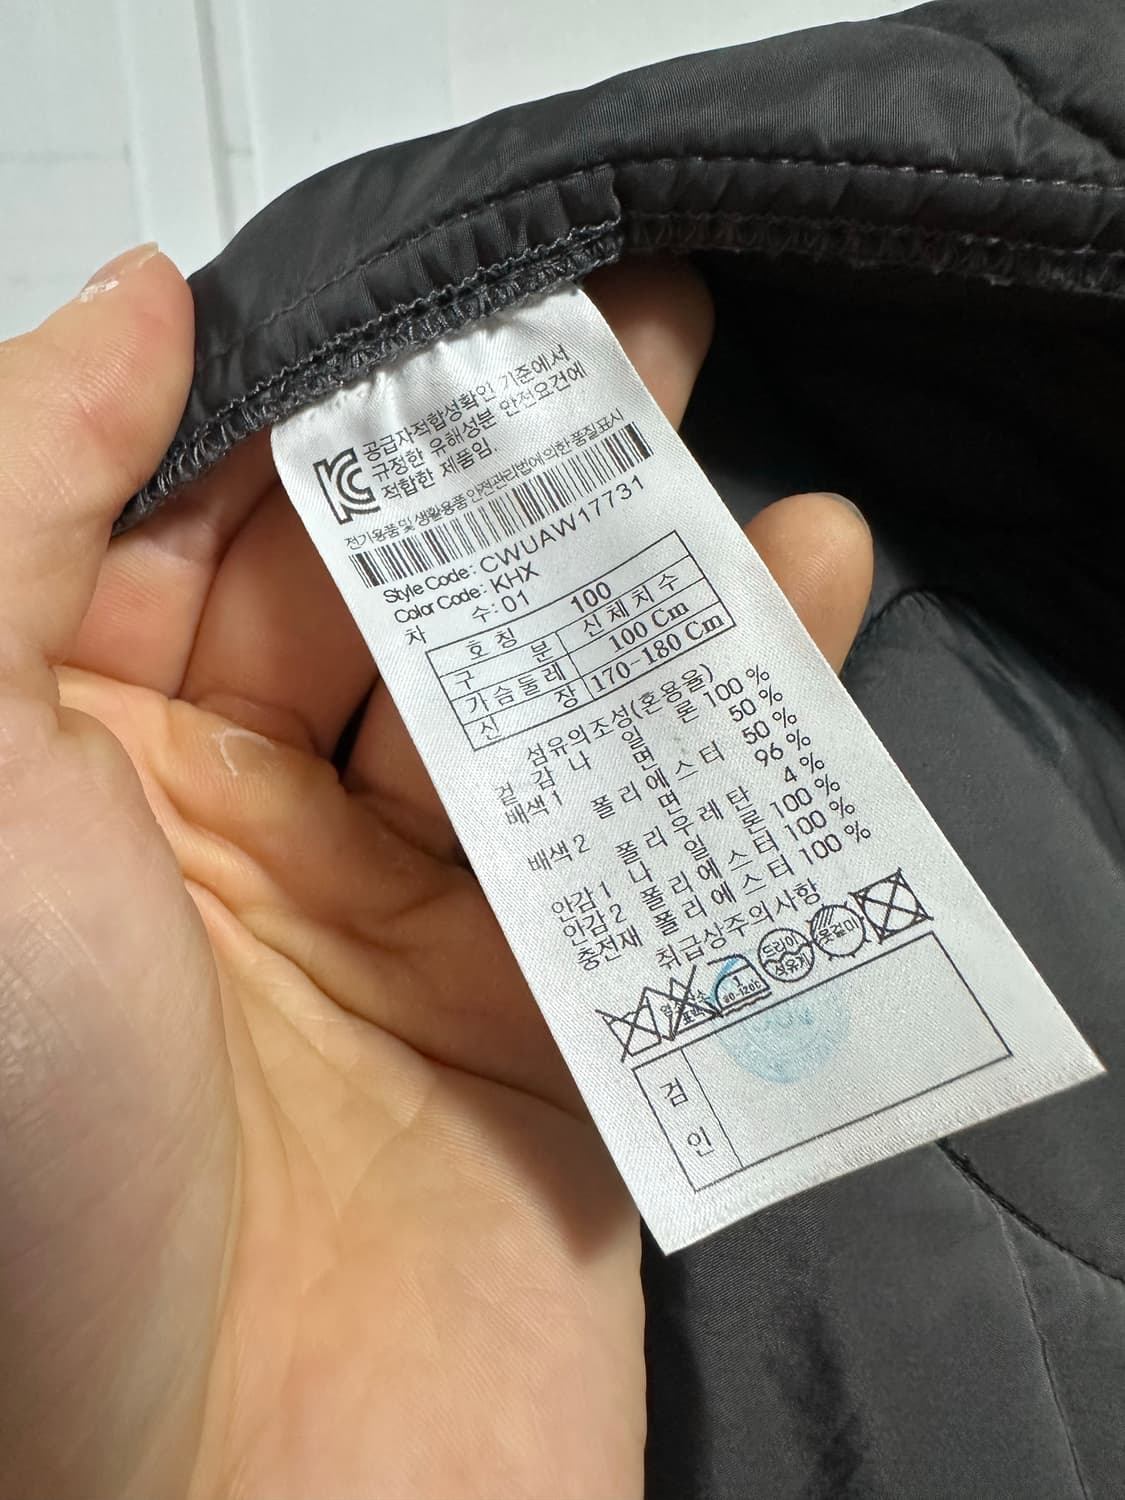 공급자적합성확인 기준에서
규정한 유해성분 안전요건에
적합한 제품임.
전기용품 및 생활용품 안전관리법에 의한 품질표시
Style Code: CWUAW17731
Color Code: KHX
차 수: 01
호 칭 100
구 분 신 체 치 수
가슴둘레 100 Cm
신 장 170-180 Cm
섬유의조성(혼용율)
겉 감 나 일 론 100 %
배색1 면 50 %
폴 리 에 스 터 50 %
배색2 면 96 %
폴 리 우 레 탄 4 %
안감1 나 일 론 100 %
안감2 폴 리 에 스 터 100 %
충전재 폴 리 에 스 터 100 %
취급상주의사항
드라이
옷걸이
1
80-120℃
검
인